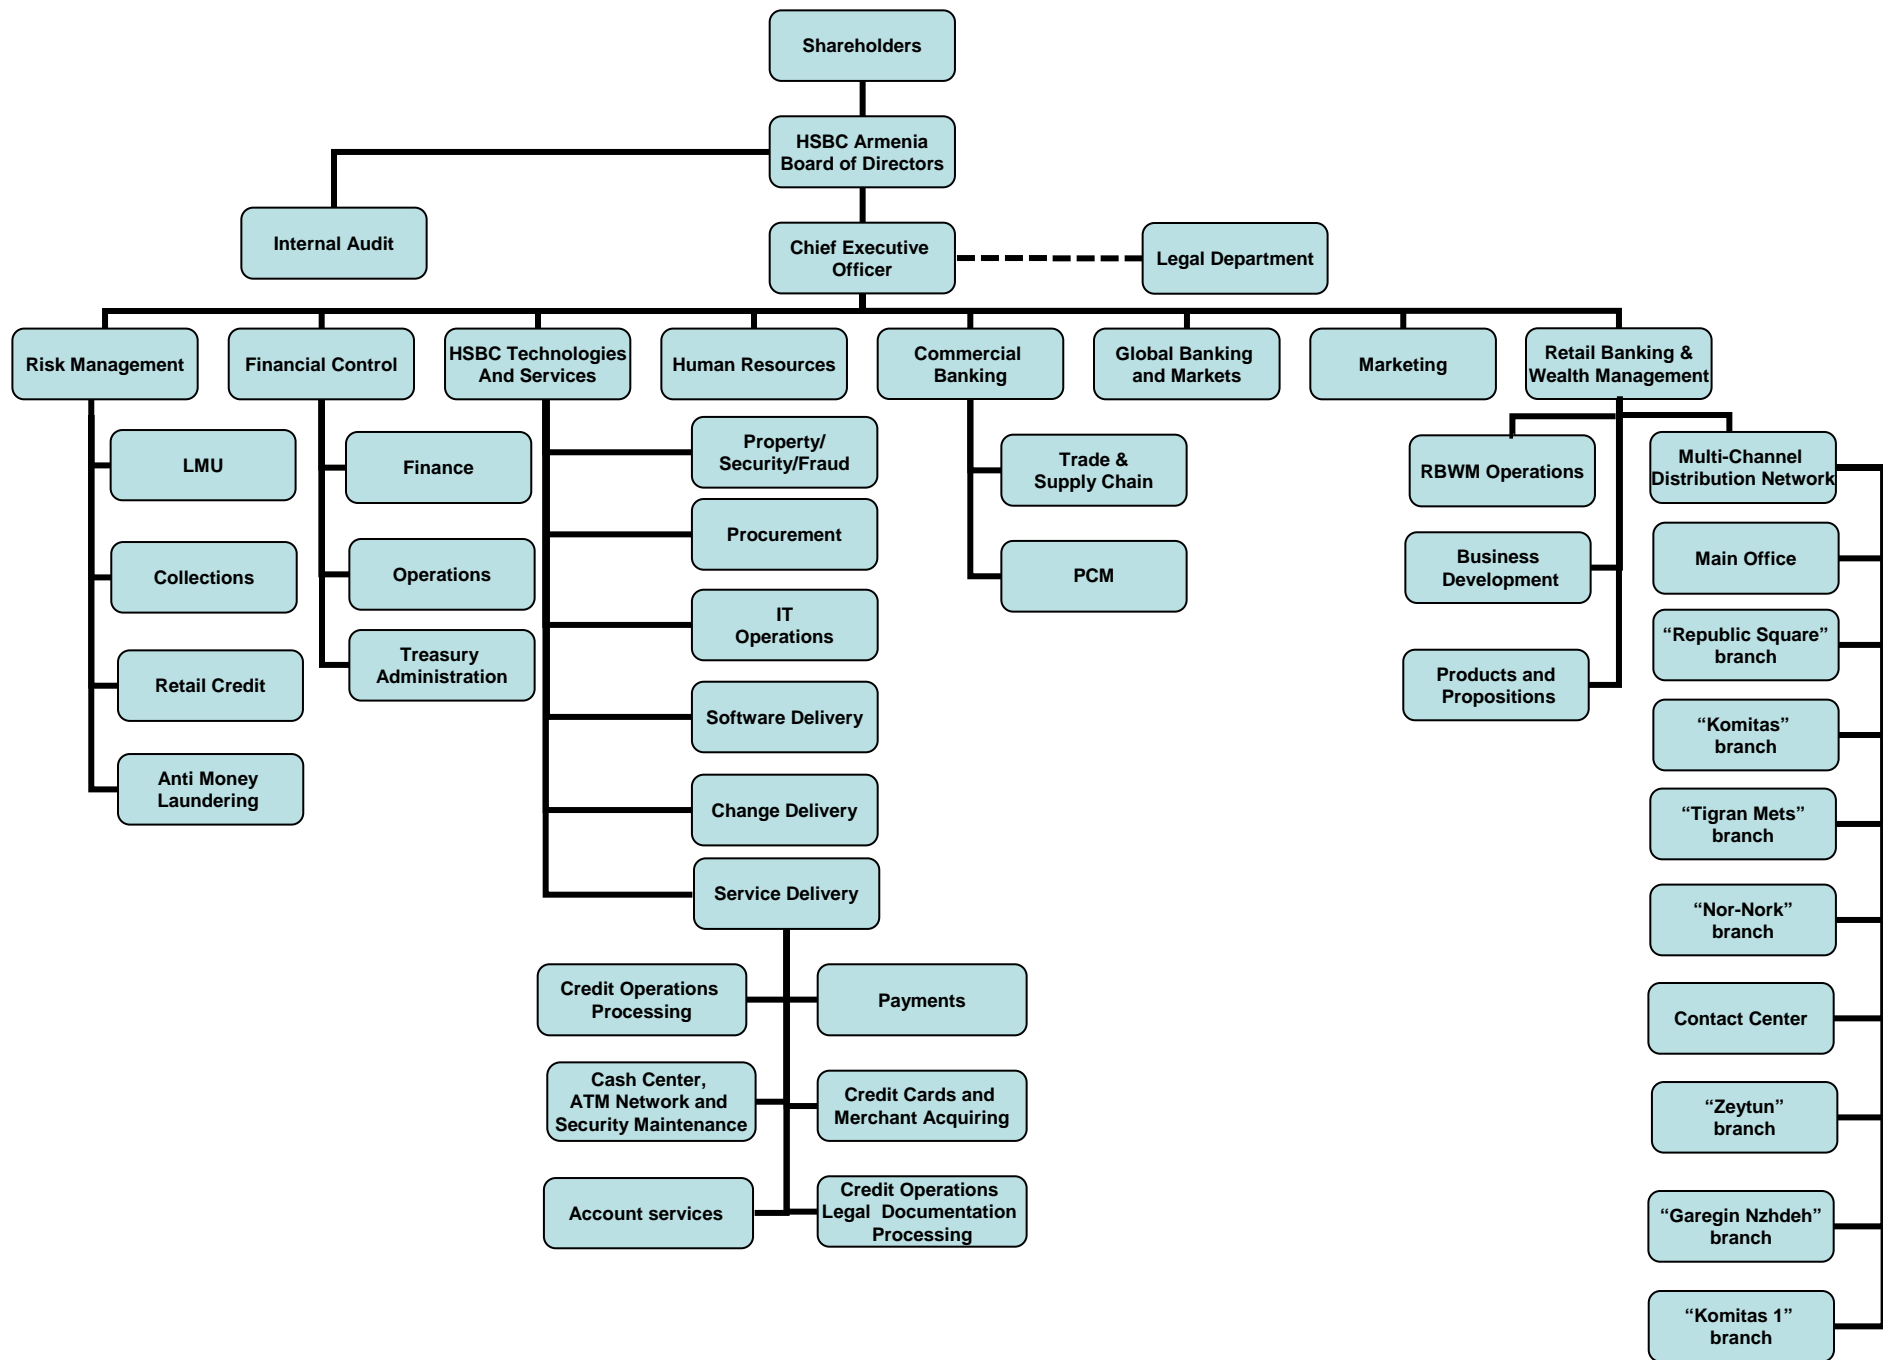 Shareholders
HSBC Armenia
Board of Directors
Internal Audit
Chief Executive
Officer
Legal Department
Risk Management
Financial Control
HSBC Technologies
And Services
Human Resources
Commercial
Banking
Global Banking
and Markets
Marketing
Retail Banking &
Wealth Management
LMU
Collections
Retail Credit
Anti Money
Laundering
Finance
Operations
Treasury
Administration
Property/
Security/Fraud
Procurement
IT
Operations
Software Delivery
Change Delivery
Service Delivery
Credit Operations
Processing
Payments
Cash Center,
ATM Network and
Security Maintenance
Credit Cards and
Merchant Acquiring
Account services
Credit Operations
Legal Documentation
Processing
Trade &
Supply Chain
PCM
RBWM Operations
Business
Development
Products and
Propositions
Multi-Channel
Distribution Network
Main Office
“Republic Square”
branch
“Komitas”
branch
“Tigran Mets”
branch
“Nor-Nork”
branch
Contact Center
“Zeytun”
branch
“Garegin Nzhdeh”
branch
“Komitas 1”
branch